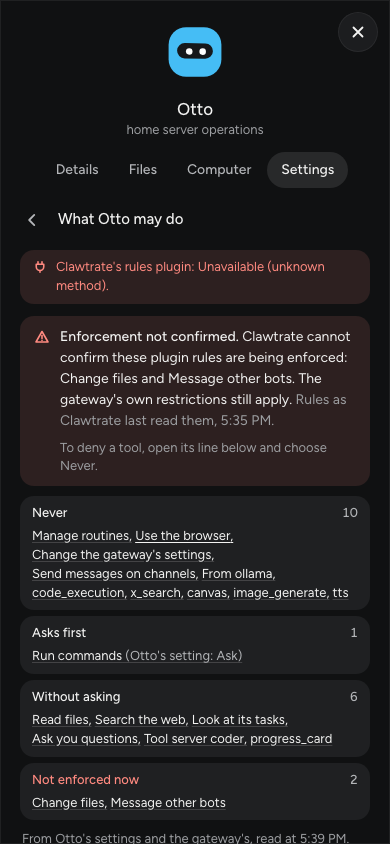 Otto
home server operations
Details Files Computer Settings
What Otto may do
Clawtrate's rules plugin: Unavailable (unknown
method).
Enforcement not confirmed. Clawtrate cannot
confirm these plugin rules are being enforced:
Change files and Message other bots. The
gateway's own restrictions still apply. Rules as
Clawtrate last read them, 5:35 PM.
To deny a tool, open its line below and choose
Never.
Never 10
Manage routines, Use the browser,
Change the gateway's settings,
Send messages on channels, From ollama,
code_execution, x_search, canvas, image_generate, tts
Asks first 1
Run commands (Otto's setting: Ask)
Without asking 6
Read files, Search the web, Look at its tasks,
Ask you questions, Tool server coder, progress_card
Not enforced now 2
Change files, Message other bots
From Otto's settings and the gateway's, read at 5:39 PM.